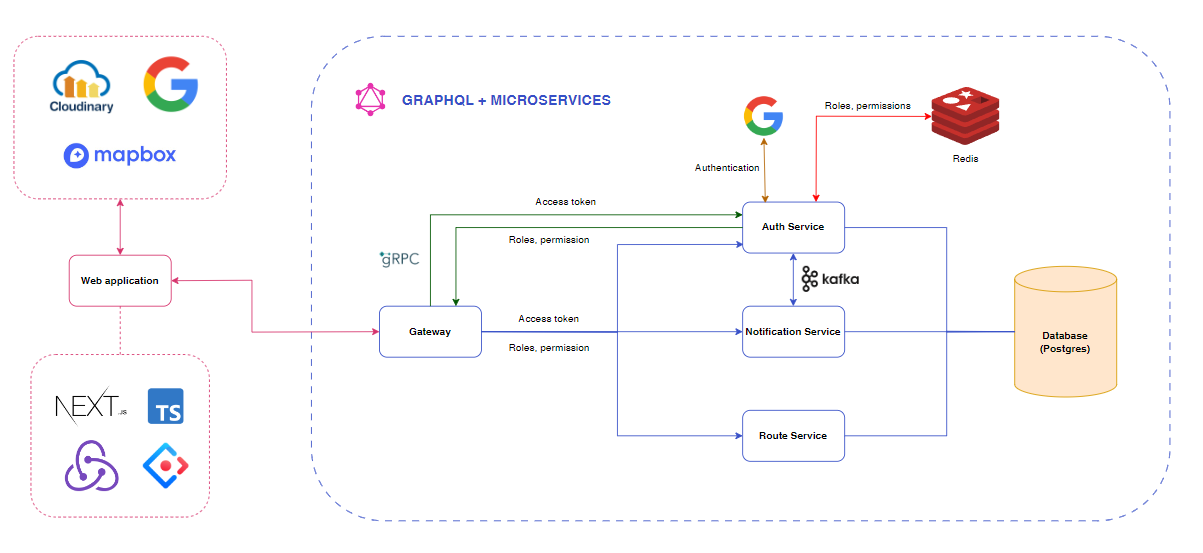 Cloudinary
mapbox
Web application
NEXT.JS
TS
GRAPHQL + MICROSERVICES
Roles, permissions
Redis
Authentication
Access token
Auth Service
Roles, permission
gRPC
kafka
Access token
Gateway
Roles, permission
Notification Service
Database
(Postgres)
Route Service